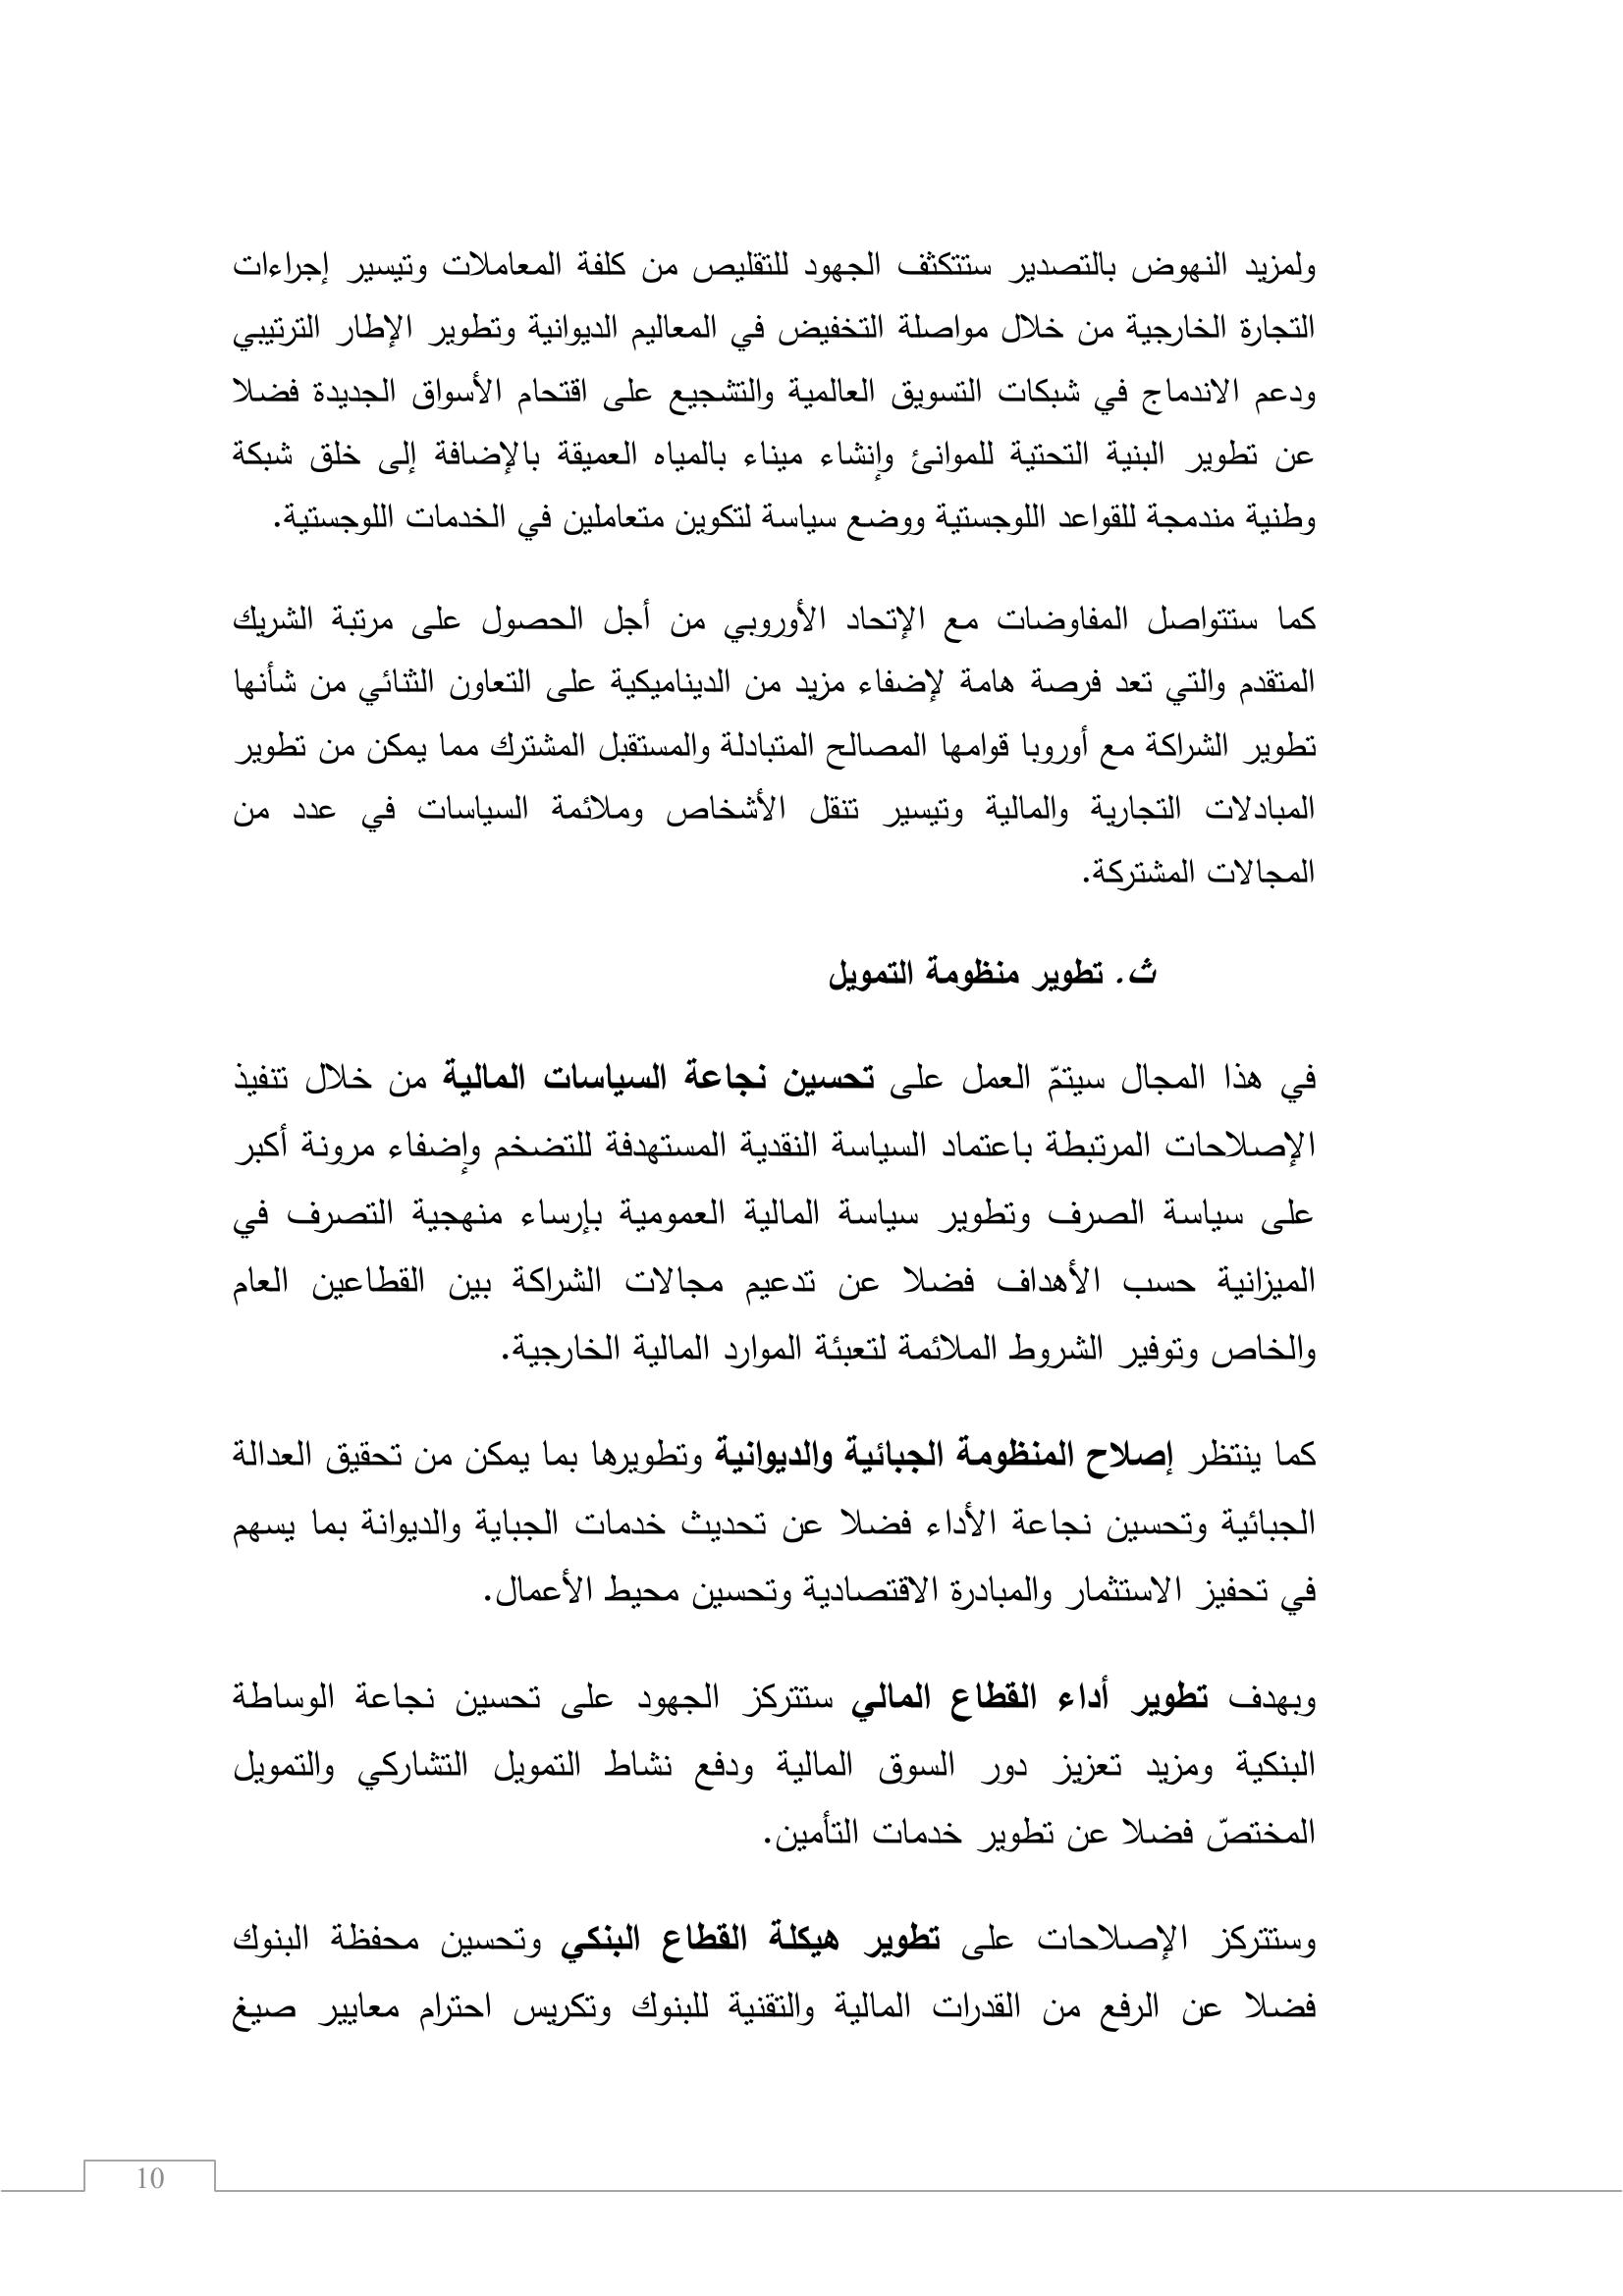 ولمزيد النهوض بالتصدير ستتكثف الجهود للتقليص من كلفة المعاملات وتيسير إجراءات
التجارة الخارجية من خلال مواصلة التخفيض في المعاليم الديوانية وتطوير الإطار الترتيبي
ودعم الاندماج في شبكات التسويق العالمية والتشجيع على اقتحام الأسواق الجديدة فضلا
عن تطوير البنية التحتية للموانئ وإنشاء ميناء بالمياه العميقة بالإضافة إلى خلق شبكة
وطنية مندمجة للقواعد اللوجستية ووضع سياسة لتكوين متعاملين في الخدمات اللوجستية.
كما ستتواصل المفاوضات مع الإتحاد الأوروبي من أجل الحصول على مرتبة الشريك
المتقدم والتي تعد فرصة هامة لإضفاء مزيد من الديناميكية على التعاون الثنائي من شأنها
تطوير الشراكة مع أوروبا قوامها المصالح المتبادلة والمستقبل المشترك مما يمكن من تطوير
المبادلات التجارية والمالية وتيسير تنقل الأشخاص وملائمة السياسات في عدد من
المجالات المشتركة.
ث. تطوير منظومة التمويل
في هذا المجال سيتمّ العمل على تحسين نجاعة السياسات المالية من خلال تنفيذ
الإصلاحات المرتبطة باعتماد السياسة النقدية المستهدفة للتضخم وإضفاء مرونة أكبر
على سياسة الصرف وتطوير سياسة المالية العمومية بإرساء منهجية التصرف في
الميزانية حسب الأهداف فضلا عن تدعيم مجالات الشراكة بين القطاعين العام
والخاص وتوفير الشروط الملائمة لتعبئة الموارد المالية الخارجية.
كما ينتظر إصلاح المنظومة الجبائية والديوانية وتطويرها بما يمكن من تحقيق العدالة
الجبائية وتحسين نجاعة الأداء فضلا عن تحديث خدمات الجباية والديوانة بما يسهم
في تحفيز الاستثمار والمبادرة الاقتصادية وتحسين محيط الأعمال.
وبهدف تطوير أداء القطاع المالي ستتركز الجهود على تحسين نجاعة الوساطة
البنكية ومزيد تعزيز دور السوق المالية ودفع نشاط التمويل التشاركي والتمويل
المختصّ فضلا عن تطوير خدمات التأمين.
وستتركز الإصلاحات على تطوير هيكلة القطاع البنكي وتحسين محفظة البنوك
فضلا عن الرفع من القدرات المالية والتقنية للبنوك وتكريس احترام معايير صيغ
10